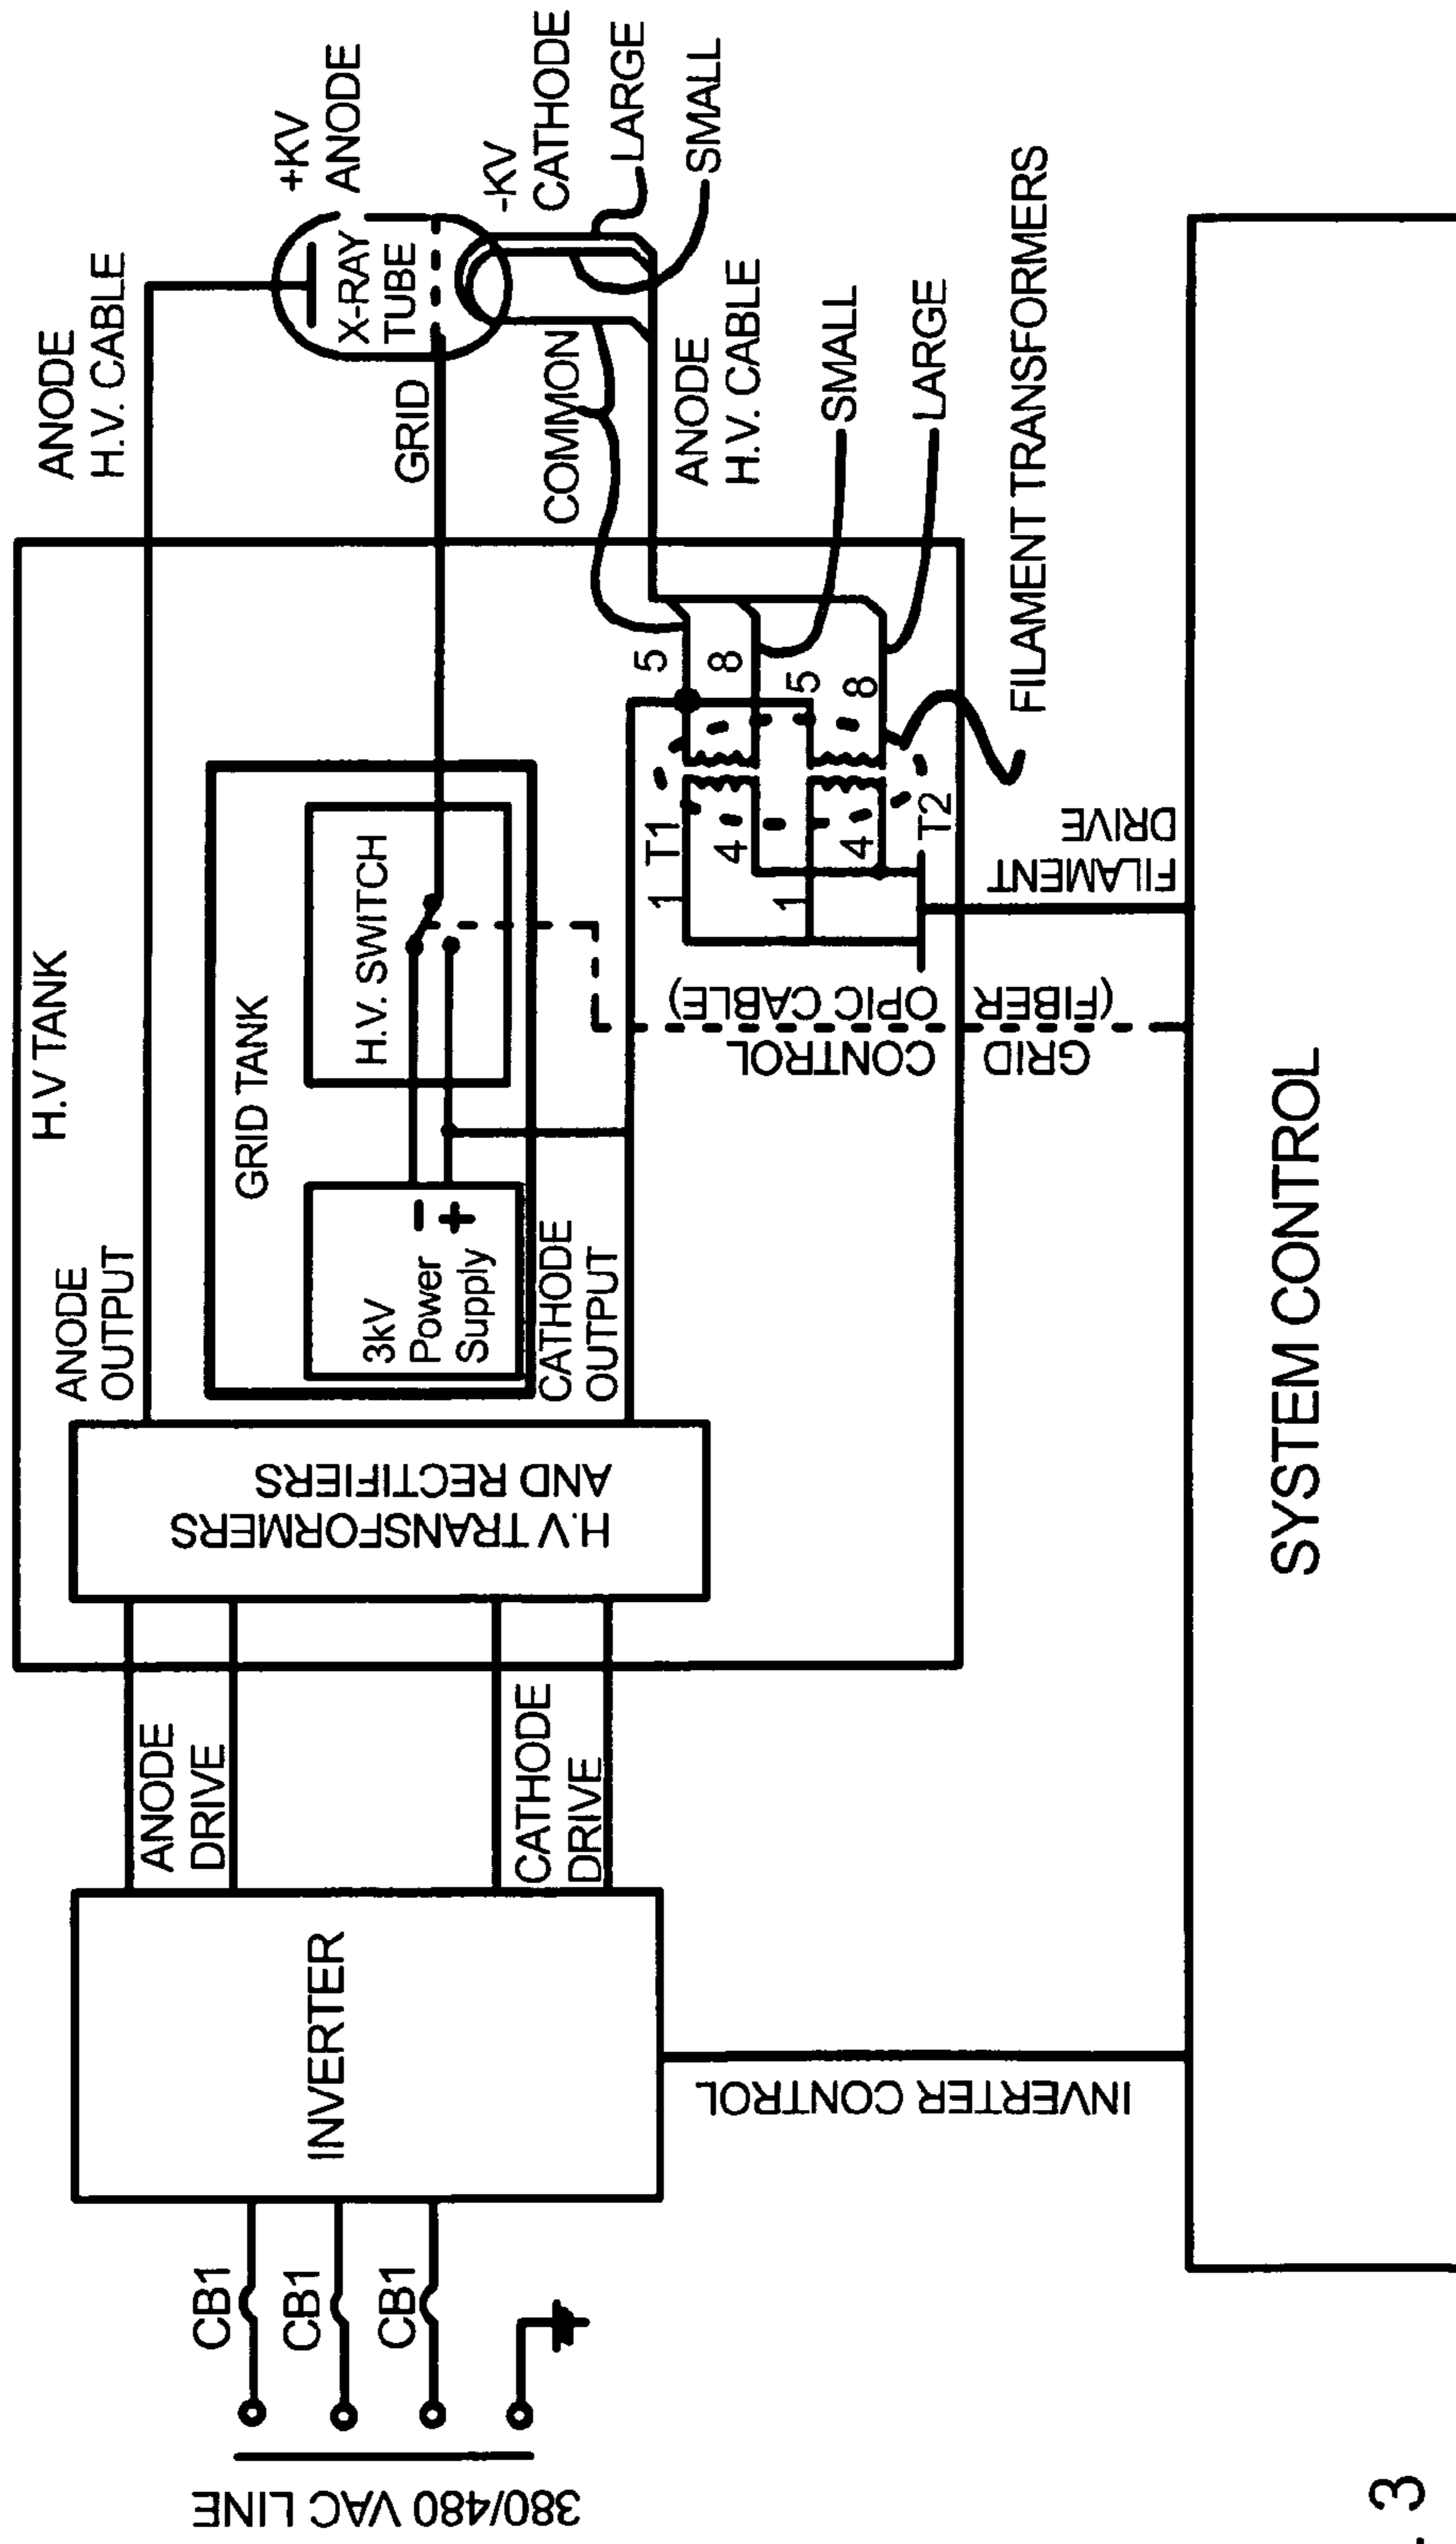 380/480 VAC LINE
CB1
CB1
CB1
INVERTER
INVERTER CONTROL
ANODE
DRIVE
CATHODE
DRIVE
H.V TANK
H.V TRANSFORMERS
AND RECTIFIERS
ANODE
OUTPUT
CATHODE
OUTPUT
GRID TANK
3kV
Power
Supply
-
+
H.V. SWITCH
GRID CONTROL
(FIBER OPIC CABLE)
FILAMENT
DRIVE
T1
1
4
1
4
T2
5
8
5
8
ANODE
H.V. CABLE
GRID
COMMON
ANODE
H.V. CABLE
SMALL
LARGE
FILAMENT TRANSFORMERS
X-RAY
TUBE
+KV
ANODE
-KV
CATHODE
LARGE
SMALL
SYSTEM CONTROL
. 3